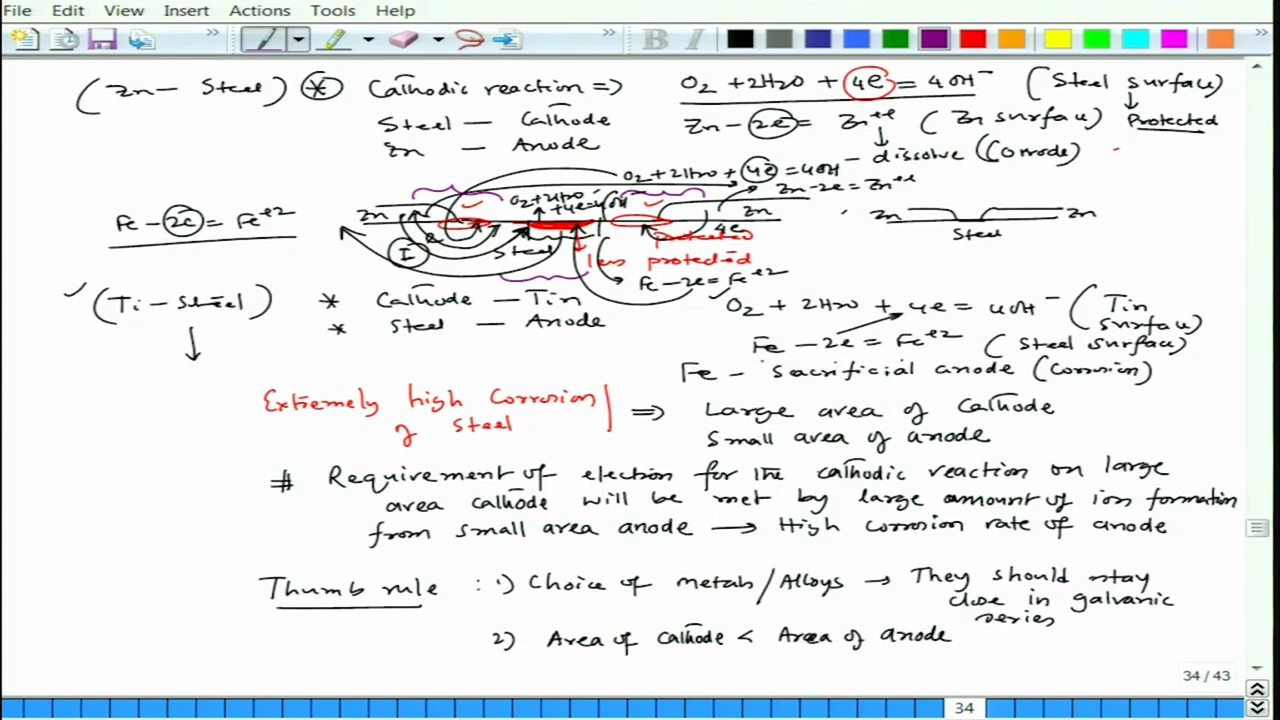 File Edit View Insert Actions Tools Help
(Zn - Steel) * Cathodic reaction => O2 + 2H2O + 4e = 4OH- (Steel surface)
Steel - Cathode
Zn - Anode
Zn - 2e = Zn++ (Zn surface) Protected
dissolve (Corrode)
O2 + 2H2O + 4e = 4OH-
Zn - 2e = Zn++
Fe - 2e = Fe+2
Zn
O2 + 2H2O
+ 4e = 4OH-
Zn
4e
Zn Zn
Steel
I
Steel
protected
less protected
Fe - 2e = Fe+2
(Ti - Steel) * Cathode - Tin
* Steel - Anode
O2 + 2H2O + 4e = 4OH- (Tin
surface)
Fe - 2e = Fe+2 (Steel surface)
Fe - Sacrificial anode (Corrosion)
Extremely high Corrosion
of Steel
=> Large area of Cathode
Small area of anode
# Requirement of election for the cathodic reaction on large
area cathode will be met by large amount of ion formation
from small area anode → High corrosion rate of anode
Thumb rule : 1) Choice of metals/Alloys → They should stay
close in galvanic
series
2) Area of cathode < Area of anode
34 / 43
34